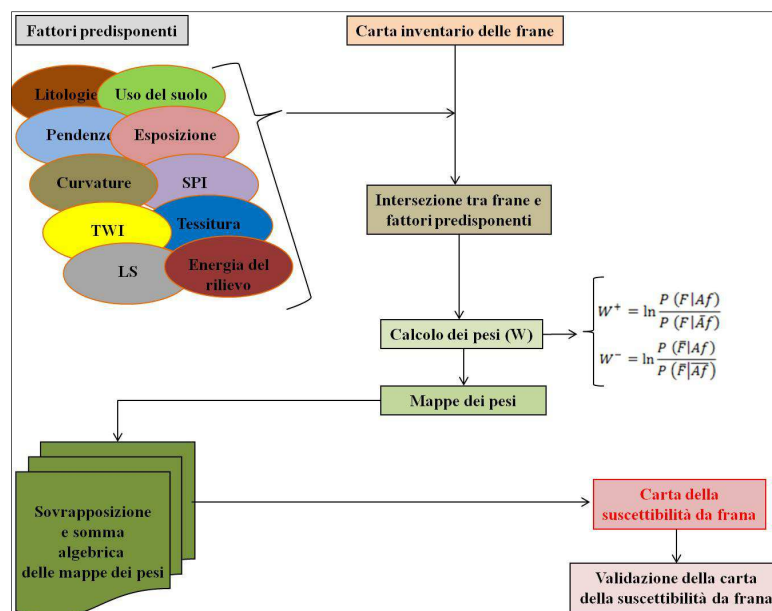 Fattori predisponenti
Carta inventario delle frane
Litologie
Uso del suolo
Pendenze
Esposizione
Curvature
SPI
TWI
Tessitura
LS
Energia del
rilievo
Intersezione tra frane e
fattori predisponenti
Calcolo dei pesi (W)
W⁺ = ln P (F|Af) / P (F|Āf)
W⁻ = ln P (F̄|Af) / P (F̄|A̅f̅)
Mappe dei pesi
Sovrapposizione
e somma
algebrica
delle mappe dei pesi
Carta della
suscettibilità da frana
Validazione della carta
della suscettibilità da frana